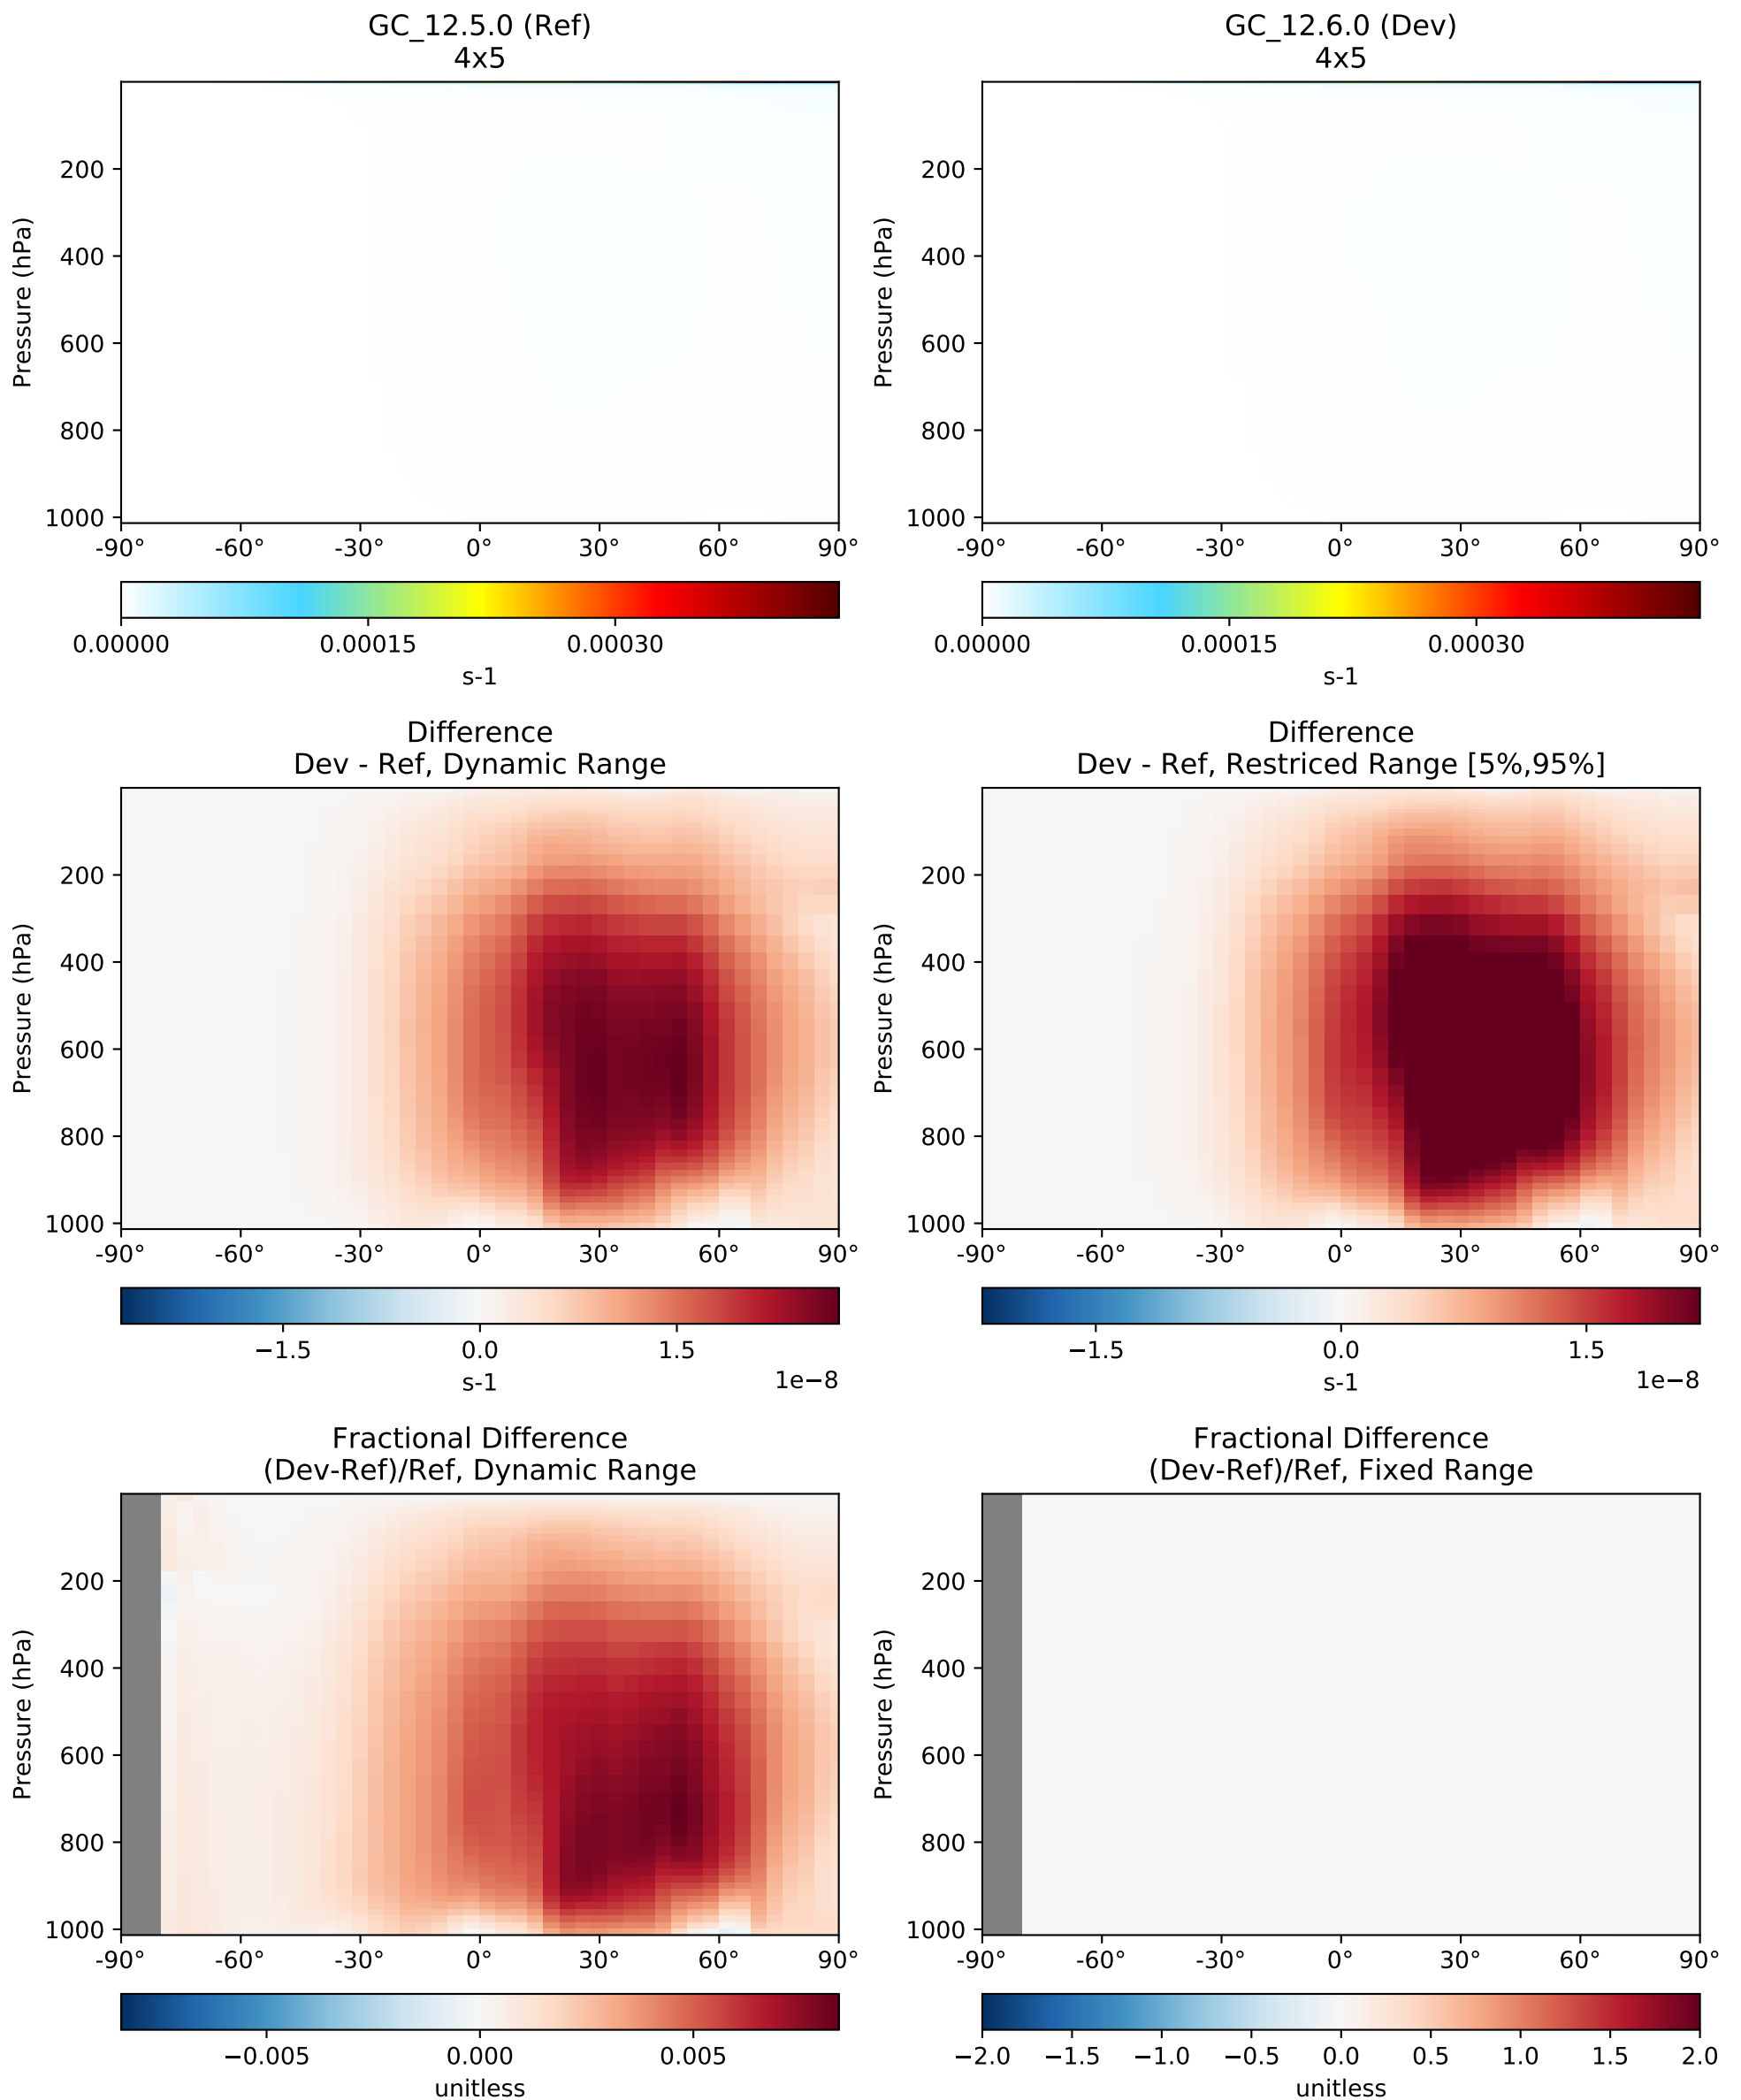 GC_12.5.0 (Ref)
4x5
GC_12.6.0 (Dev)
4x5
Pressure (hPa)
200
400
600
800
1000
-90° -60° -30° 0° 30° 60° 90°
0.00000 0.00015 0.00030
s-1
Pressure (hPa)
200
400
600
800
1000
-90° -60° -30° 0° 30° 60° 90°
0.00000 0.00015 0.00030
s-1
Difference
Dev - Ref, Dynamic Range
Pressure (hPa)
200
400
600
800
1000
-90° -60° -30° 0° 30° 60° 90°
−1.5 0.0 1.5
s-1
1e−8
Difference
Dev - Ref, Restriced Range [5%,95%]
Pressure (hPa)
200
400
600
800
1000
-90° -60° -30° 0° 30° 60° 90°
−1.5 0.0 1.5
s-1
1e−8
Fractional Difference
(Dev-Ref)/Ref, Dynamic Range
Pressure (hPa)
200
400
600
800
1000
-90° -60° -30° 0° 30° 60° 90°
−0.005 0.000 0.005
unitless
Fractional Difference
(Dev-Ref)/Ref, Fixed Range
Pressure (hPa)
200
400
600
800
1000
-90° -60° -30° 0° 30° 60° 90°
−2.0 −1.5 −1.0 −0.5 0.0 0.5 1.0 1.5 2.0
unitless